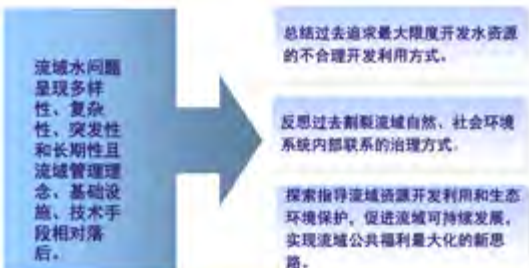 流域水问题
呈现多样
性、复杂
性、突发性
和长期性且
流域管理理
念、基础设
施、技术手
段相对落
后。
总结过去追求最大限度开发水资源
的不合理开发利用方式。
反思过去割裂流域自然、社会环境
系统内部联系的治理方式。
探索指导流域资源开发利用和生态
环境保护，促进流域可持续发展，
实现流域公共福利最大化的新思
路。